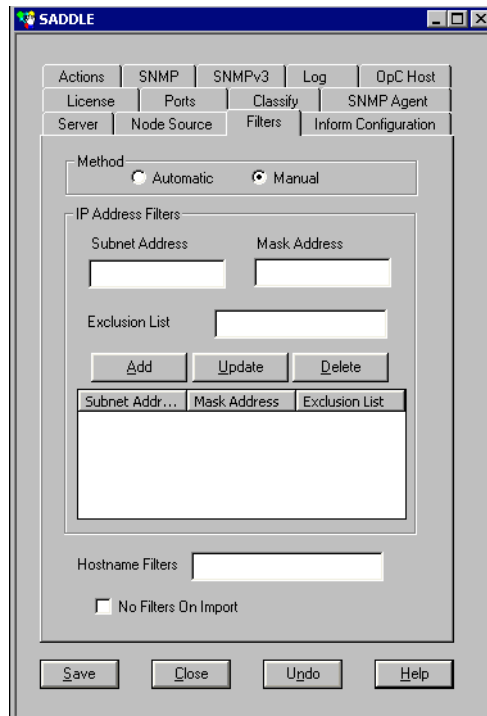 SADDLE
Actions SNMP SNMPv3 Log OpC Host
License Ports Classify SNMP Agent
Server Node Source Filters Inform Configuration
Method
Automatic Manual
IP Address Filters
Subnet Address Mask Address
Exclusion List
Add Update Delete
Subnet Addr... Mask Address Exclusion List
Hostname Filters
No Filters On Import
Save Close Undo Help